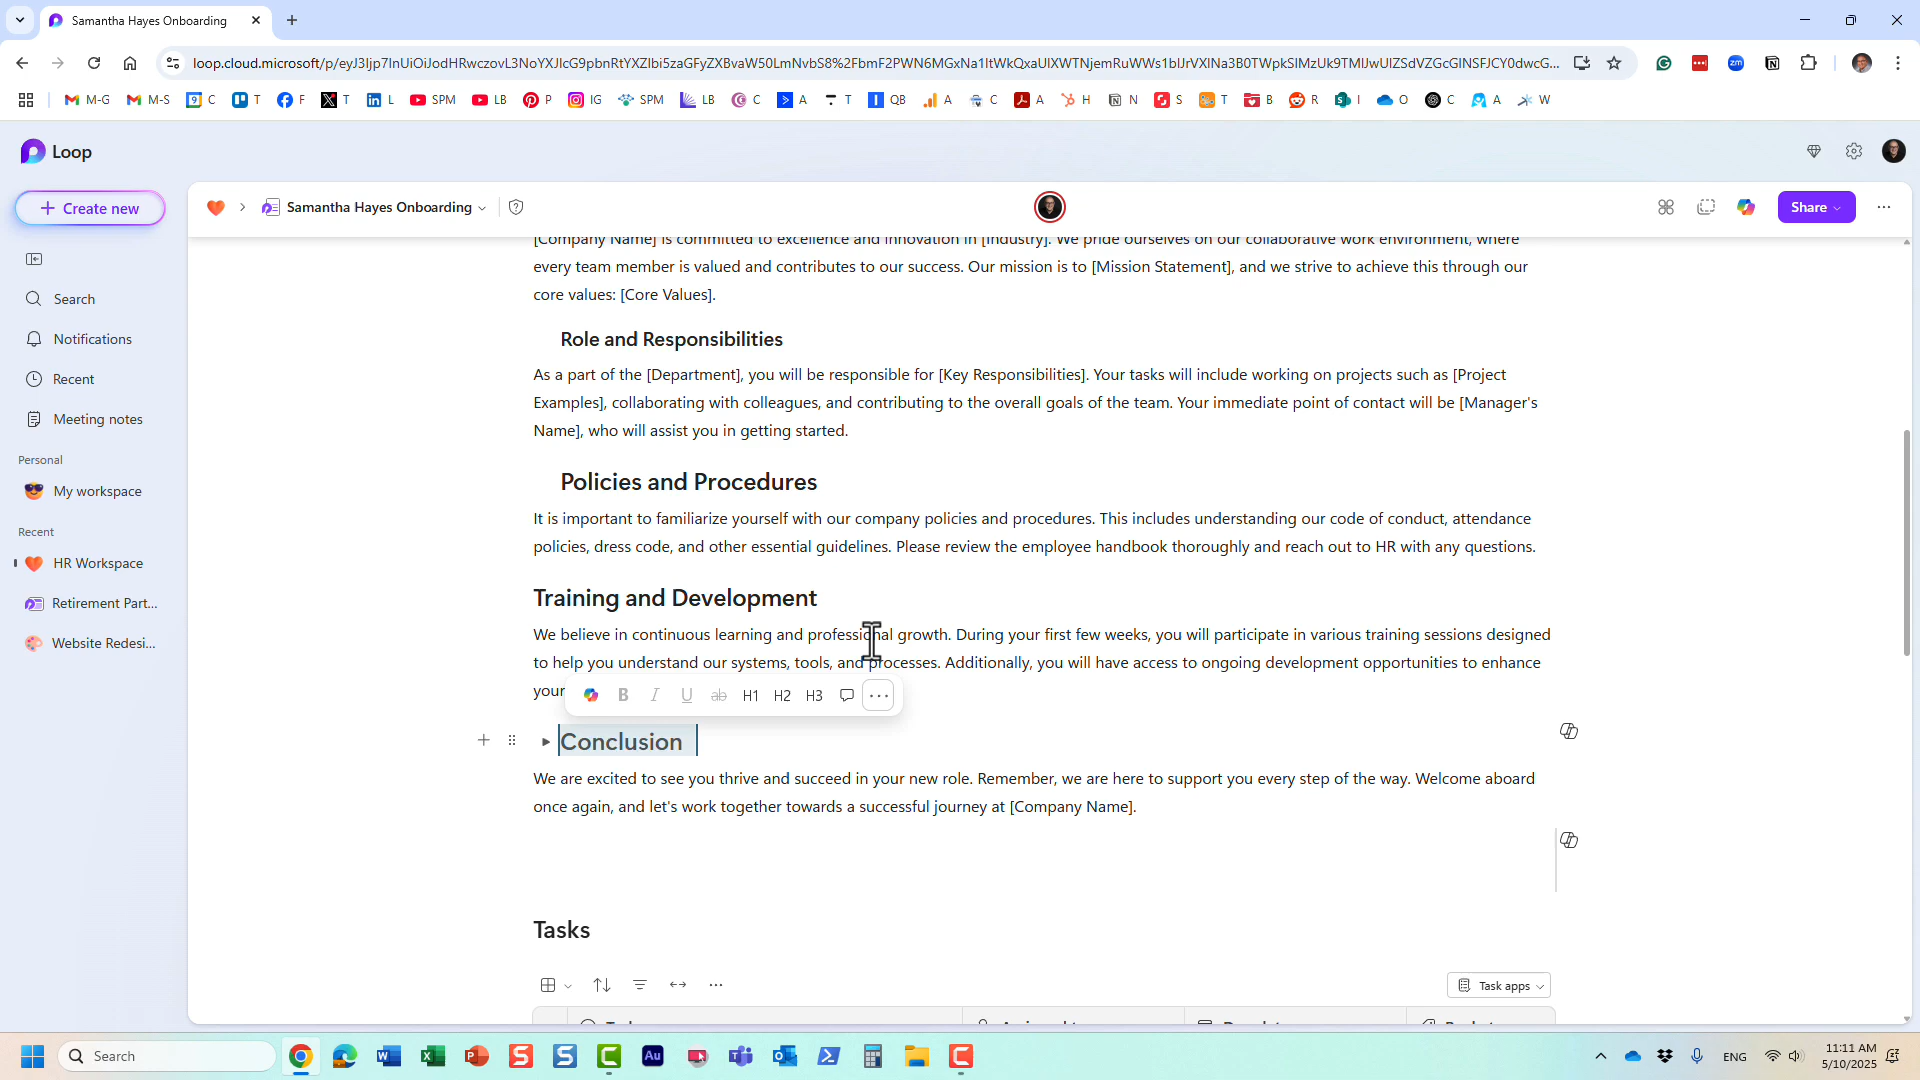 Samantha Hayes Onboarding
loop.cloud.microsoft/p/eyJ3Ijp7InUiOiJodHRwczovL3NoYXJlcG9pbnRtYXZlbi5zaGFyZXBvaW50LmNvbS8%2FbmF2PWN6MGxNa1ltWkQxaUlXWTNjemRuWWs1blJrVXlNa3B0TWpkSlMzUk9TMlJwUlZSdVZGcGlNSFJCY0dwcG...
M-G M-S C T F T L SPM LB P IG SPM LB C A T QB A C A H N S T B R I O C A W
Loop
Create new
Search
Notifications
Recent
Meeting notes
Personal
My workspace
Recent
HR Workspace
Retirement Part...
Website Redesi...
Samantha Hayes Onboarding
Share
[Company Name] is committed to excellence and innovation in [Industry]. We pride ourselves on our collaborative work environment, where
every team member is valued and contributes to our success. Our mission is to [Mission Statement], and we strive to achieve this through our
core values: [Core Values].
Role and Responsibilities
As a part of the [Department], you will be responsible for [Key Responsibilities]. Your tasks will include working on projects such as [Project
Examples], collaborating with colleagues, and contributing to the overall goals of the team. Your immediate point of contact will be [Manager's
Name], who will assist you in getting started.
Policies and Procedures
It is important to familiarize yourself with our company policies and procedures. This includes understanding our code of conduct, attendance
policies, dress code, and other essential guidelines. Please review the employee handbook thoroughly and reach out to HR with any questions.
Training and Development
We believe in continuous learning and professional growth. During your first few weeks, you will participate in various training sessions designed
to help you understand our systems, tools, and processes. Additionally, you will have access to ongoing development opportunities to enhance
your
B I U ab H1 H2 H3
Conclusion
We are excited to see you thrive and succeed in your new role. Remember, we are here to support you every step of the way. Welcome aboard
once again, and let's work together towards a successful journey at [Company Name].
Tasks
Task apps
Search
ENG
11:11 AM
5/10/2025